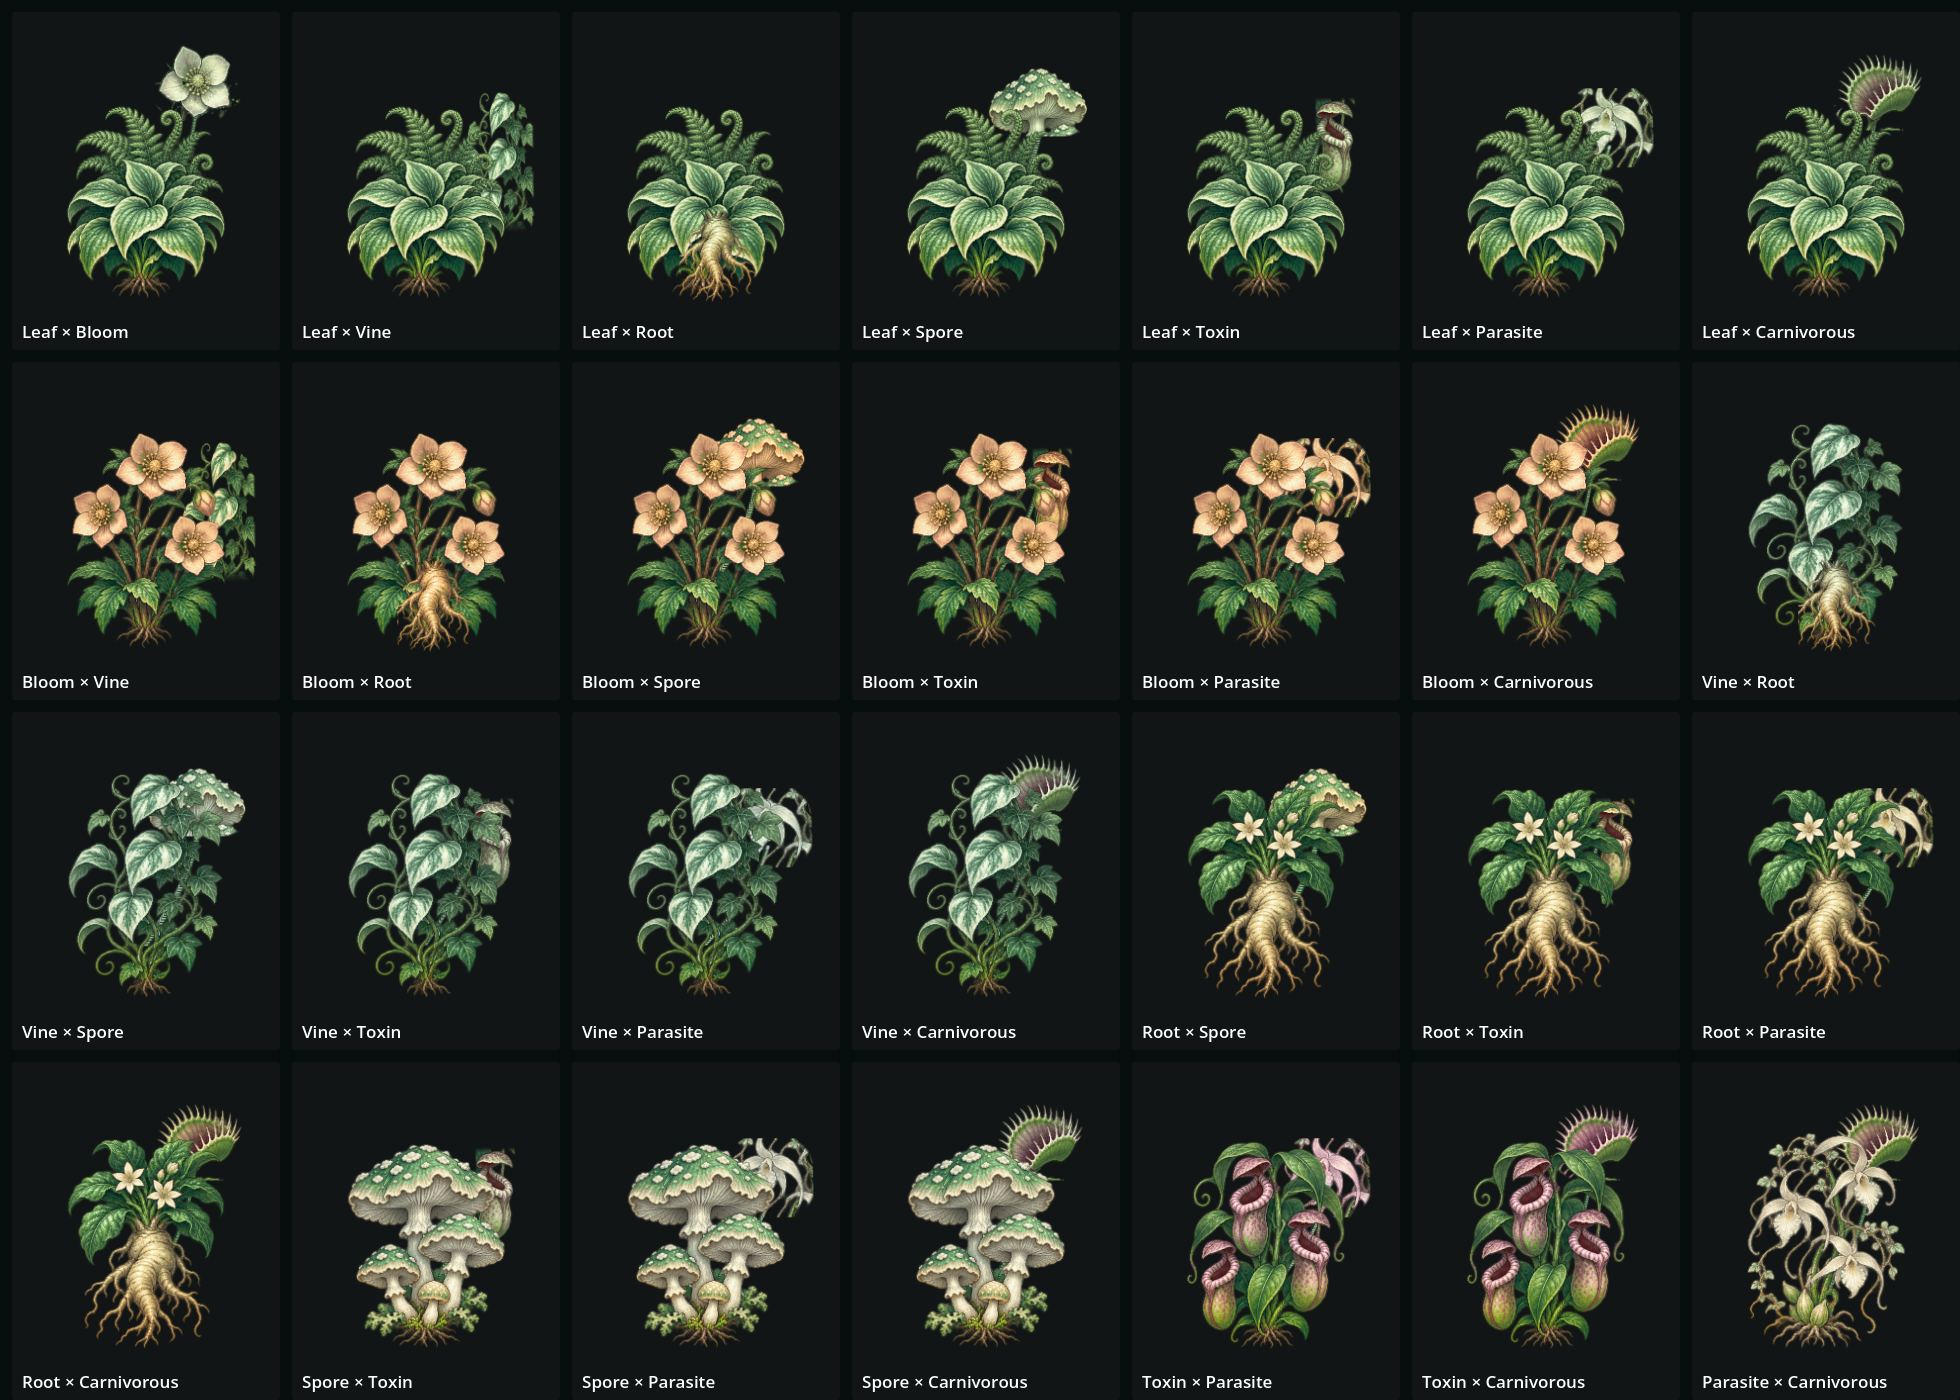 Leaf × Bloom
Leaf × Vine
Leaf × Root
Leaf × Spore
Leaf × Toxin
Leaf × Parasite
Leaf × Carnivorous
Bloom × Vine
Bloom × Root
Bloom × Spore
Bloom × Toxin
Bloom × Parasite
Bloom × Carnivorous
Vine × Root
Vine × Spore
Vine × Toxin
Vine × Parasite
Vine × Carnivorous
Root × Spore
Root × Toxin
Root × Parasite
Root × Carnivorous
Spore × Toxin
Spore × Parasite
Spore × Carnivorous
Toxin × Parasite
Toxin × Carnivorous
Parasite × Carnivorous